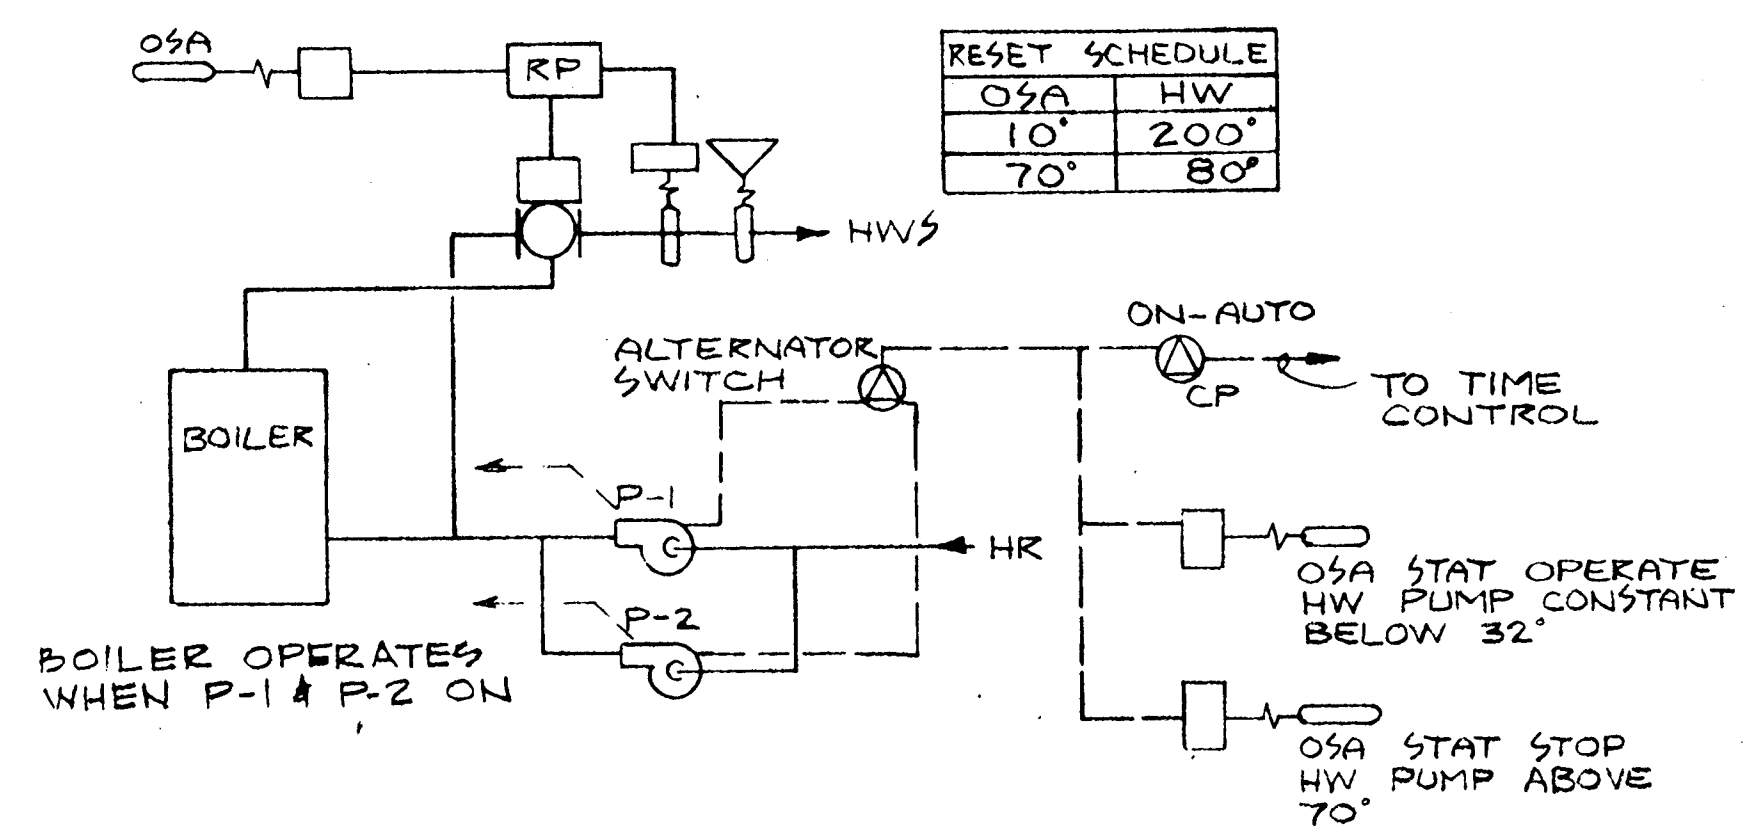 OSA
RP
RESET SCHEDULE
OSA HW
10° 200°
70° 80°
HWS
ON-AUTO
ALTERNATOR
SWITCH
CP
TO TIME
CONTROL
BOILER
P-1
HR
OSA STAT OPERATE
HW PUMP CONSTANT
BELOW 32°
P-2
BOILER OPERATES
WHEN P-1 & P-2 ON
OSA STAT STOP
HW PUMP ABOVE
70°